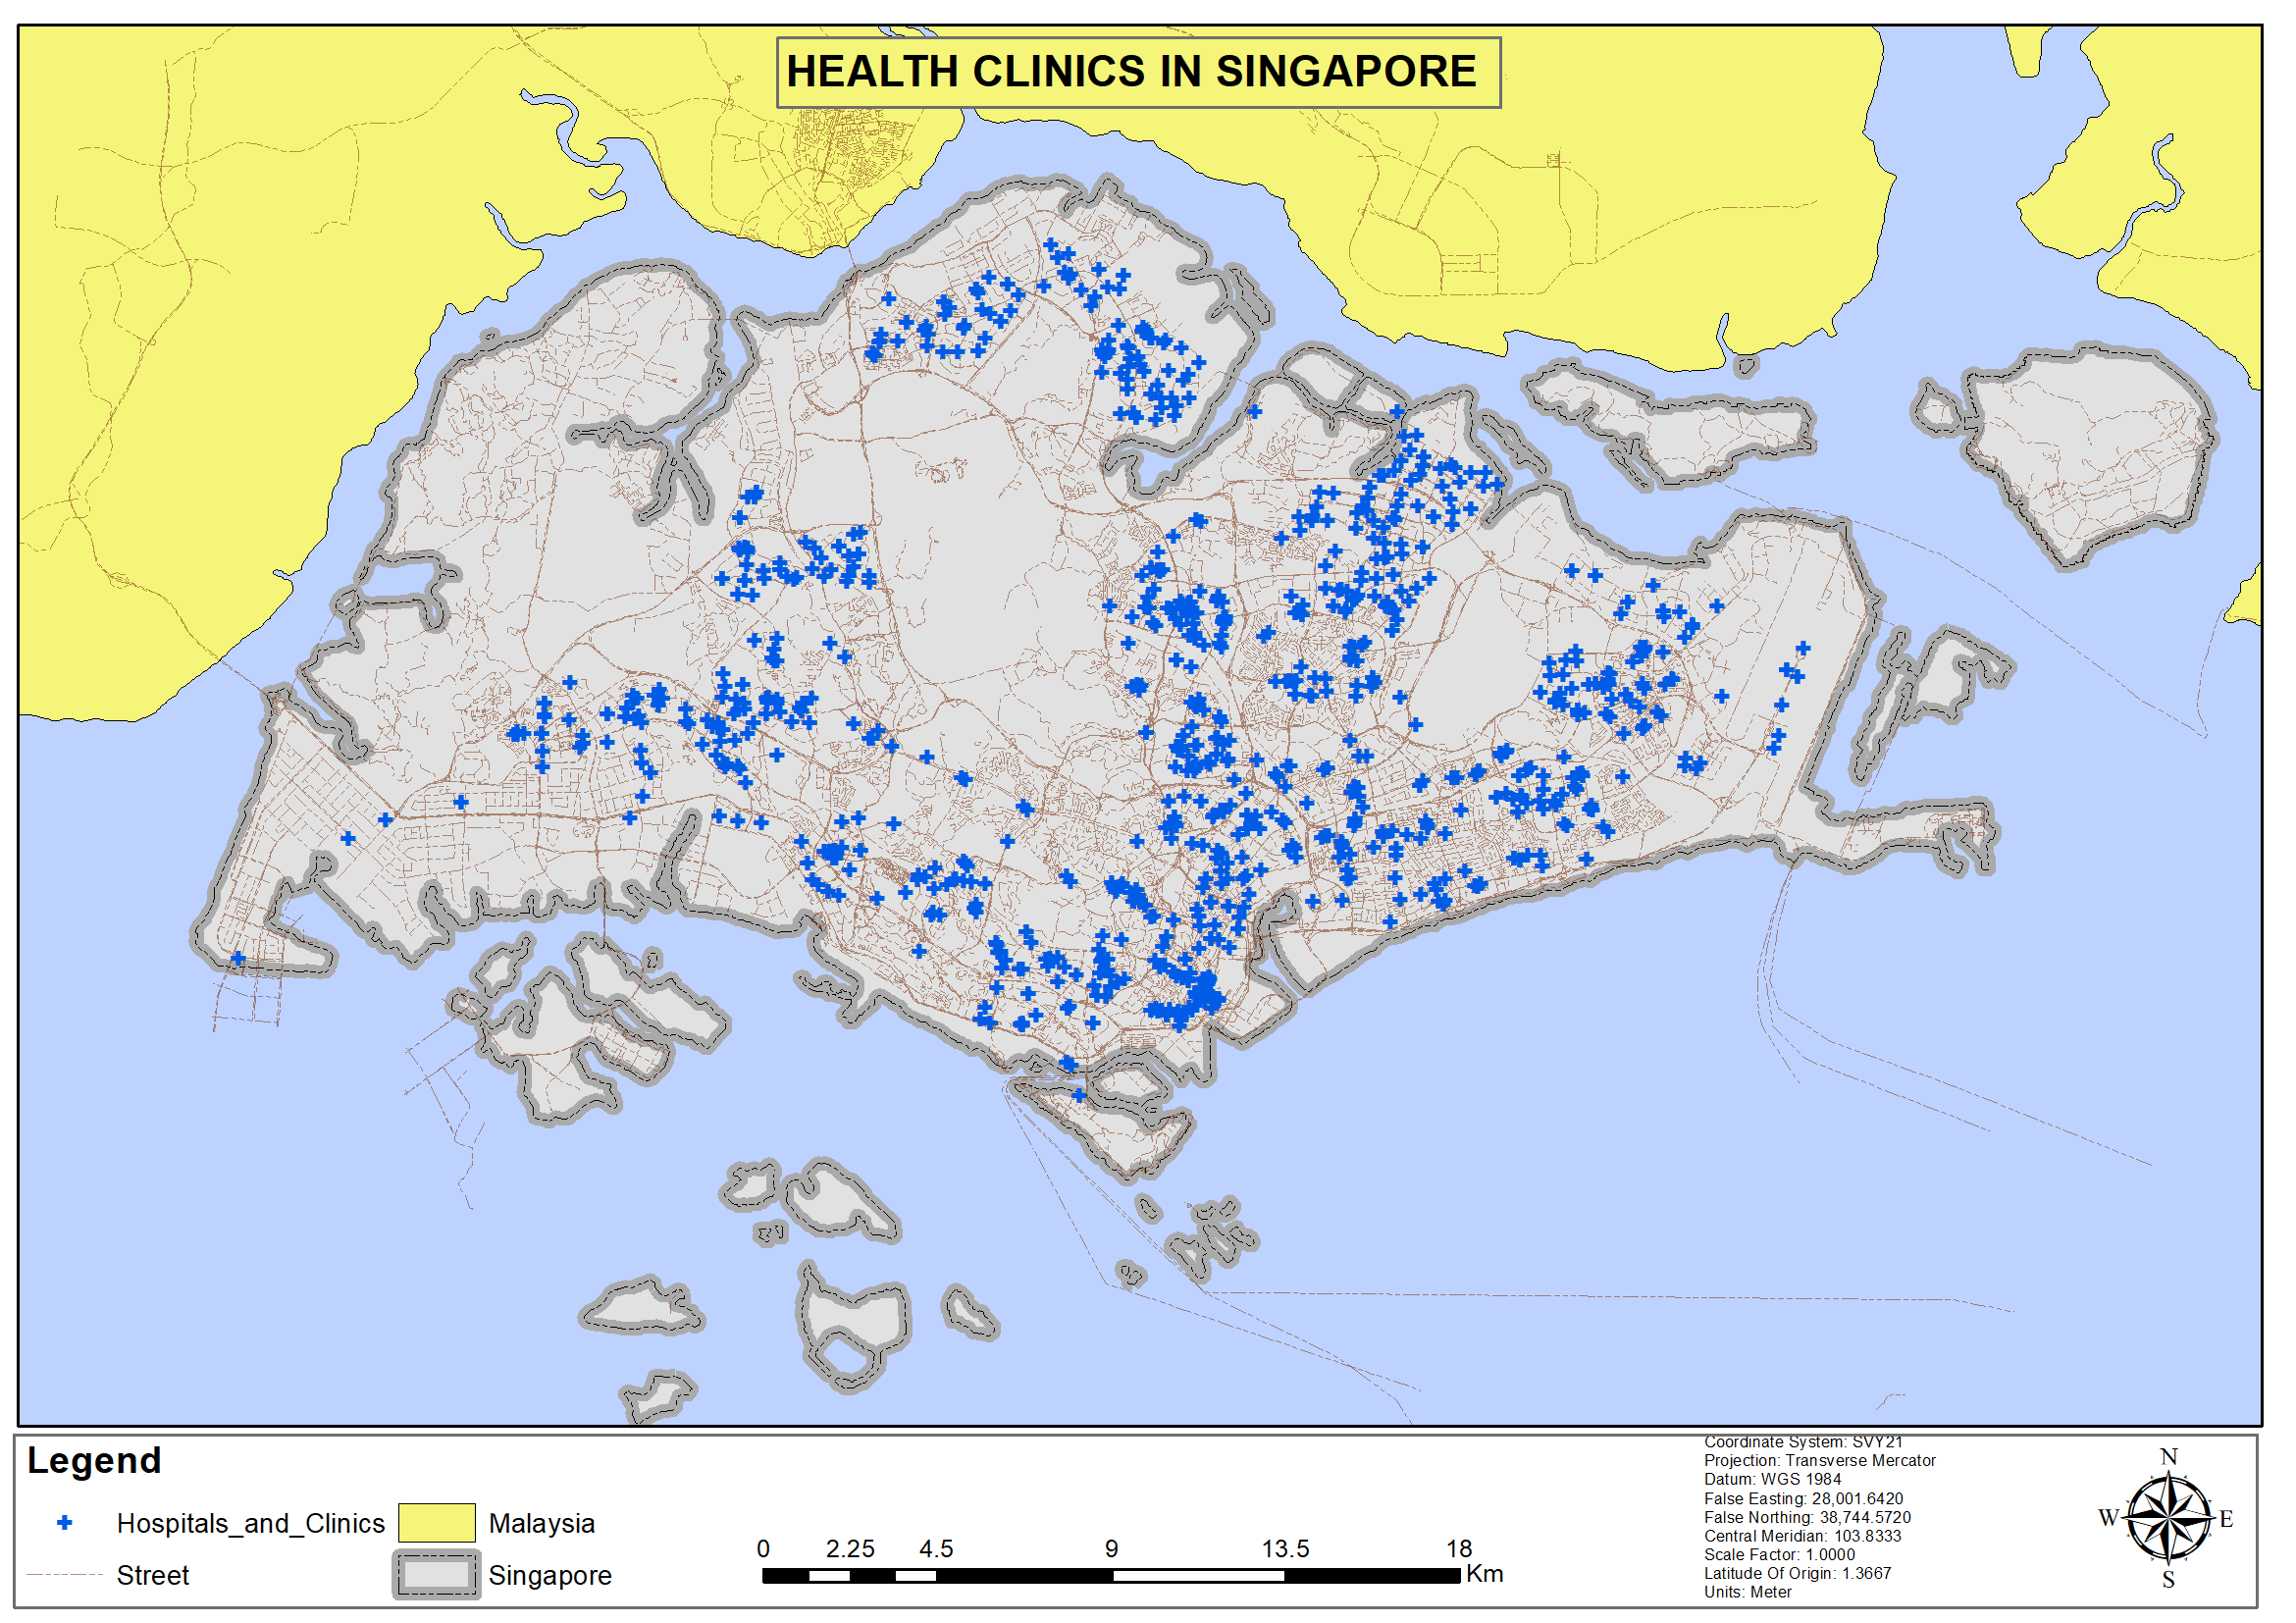 HEALTH CLINICS IN SINGAPORE
Legend
Hospitals_and_Clinics
Malaysia
Street
Singapore
0 2.25 4.5 9 13.5 18
Km
Coordinate System: SVY21
Projection: Transverse Mercator
Datum: WGS 1984
False Easting: 28,001.6420
False Northing: 38,744.5720
Central Meridian: 103.8333
Scale Factor: 1.0000
Latitude Of Origin: 1.3667
Units: Meter
N
W E
S